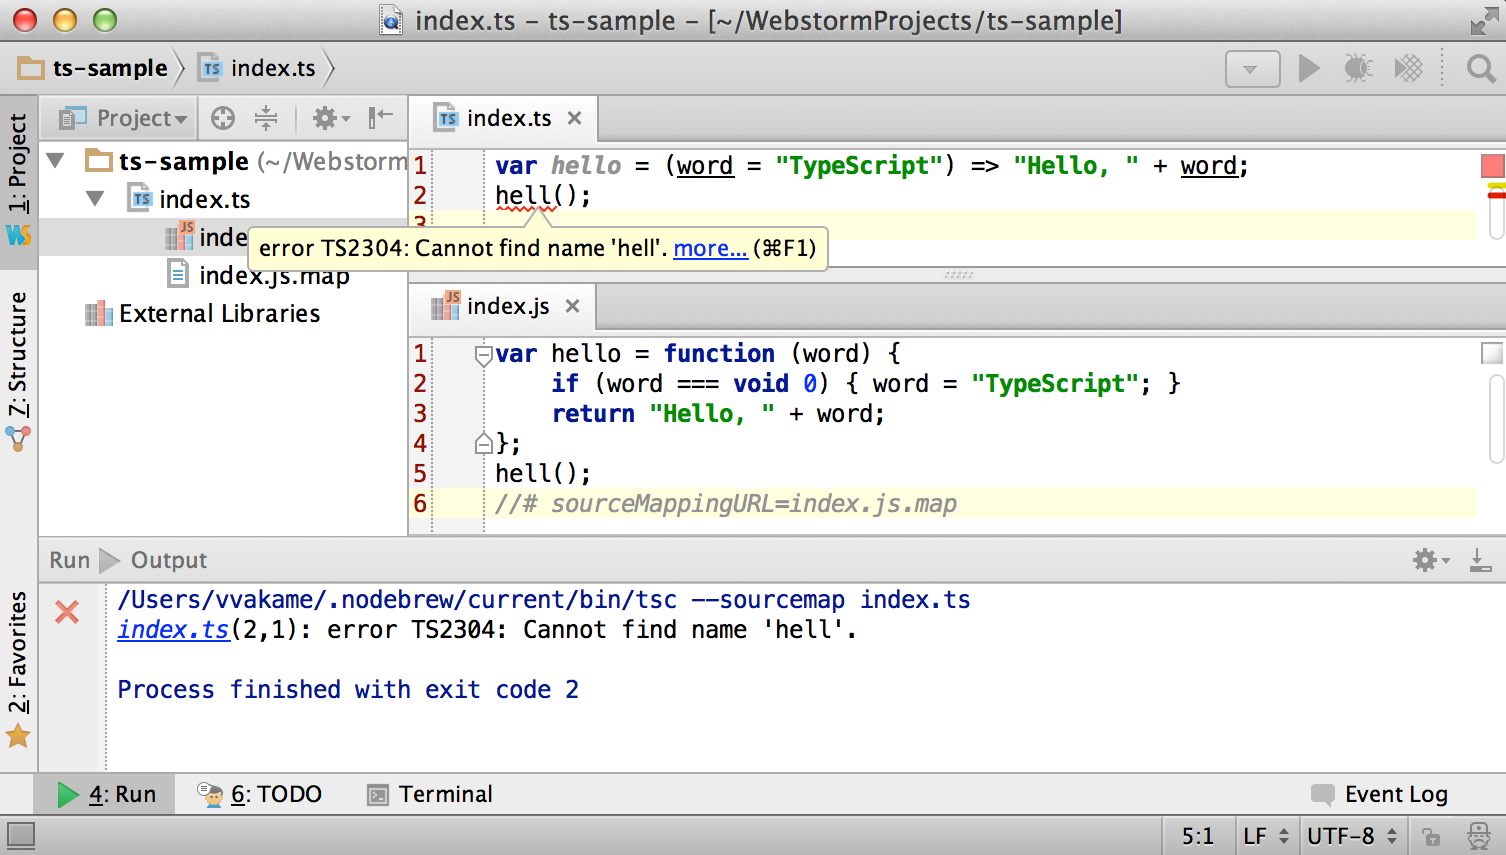 index.ts – ts-sample – [~/WebstormProjects/ts-sample]
ts-sample
TS index.ts
1: Project
7: Structure
2: Favorites
Project
ts-sample (~/Webstorm
TS index.ts
JS inde
index.js.map
External Libraries
TS index.ts
1 var hello = (word = "TypeScript") => "Hello, " + word;
2 hell();
3
error TS2304: Cannot find name 'hell'. more... (⌘F1)
JS index.js
1 var hello = function (word) {
2 if (word === void 0) { word = "TypeScript"; }
3 return "Hello, " + word;
4 };
5 hell();
6 //# sourceMappingURL=index.js.map
Run Output
/Users/vvakame/.nodebrew/current/bin/tsc --sourcemap index.ts
index.ts(2,1): error TS2304: Cannot find name 'hell'.
Process finished with exit code 2
4: Run
6: TODO
Terminal
Event Log
5:1
LF
UTF-8